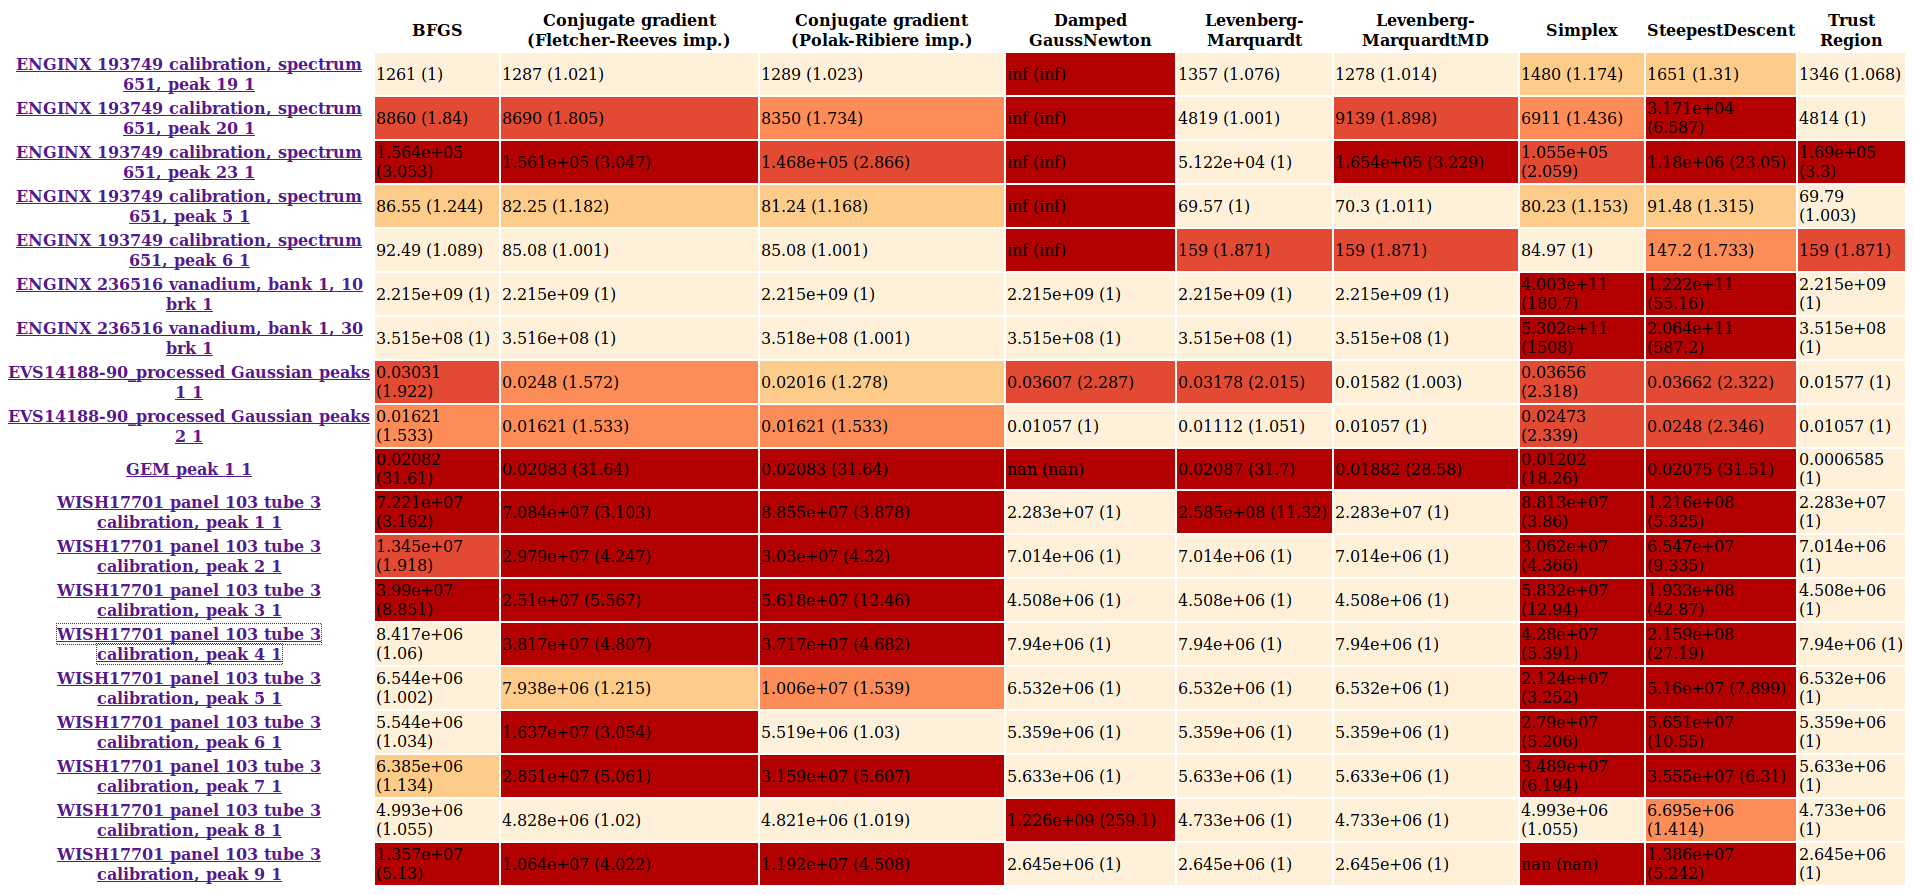 BFGS Conjugate gradient (Fletcher-Reeves imp.) Conjugate gradient (Polak-Ribiere imp.) Damped GaussNewton Levenberg-Marquardt Levenberg-MarquardtMD Simplex SteepestDescent Trust Region
ENGINX 193749 calibration, spectrum 651, peak 19 1 1261 (1) 1287 (1.021) 1289 (1.023) inf (inf) 1357 (1.076) 1278 (1.014) 1480 (1.174) 1651 (1.31) 1346 (1.068)
ENGINX 193749 calibration, spectrum 651, peak 20 1 8860 (1.84) 8690 (1.805) 8350 (1.734) inf (inf) 4819 (1.001) 9139 (1.898) 6911 (1.436) 3.171e+04 (6.587) 4814 (1)
ENGINX 193749 calibration, spectrum 651, peak 23 1 1.564e+05 (3.053) 1.561e+05 (3.047) 1.468e+05 (2.866) inf (inf) 5.122e+04 (1) 1.654e+05 (3.229) 1.055e+05 (2.059) 1.18e+06 (23.05) 1.69e+05 (3.3)
ENGINX 193749 calibration, spectrum 651, peak 5 1 86.55 (1.244) 82.25 (1.182) 81.24 (1.168) inf (inf) 69.57 (1) 70.3 (1.011) 80.23 (1.153) 91.48 (1.315) 69.79 (1.003)
ENGINX 193749 calibration, spectrum 651, peak 6 1 92.49 (1.089) 85.08 (1.001) 85.08 (1.001) inf (inf) 159 (1.871) 159 (1.871) 84.97 (1) 147.2 (1.733) 159 (1.871)
ENGINX 236516 vanadium, bank 1, 10 brk 1 2.215e+09 (1) 2.215e+09 (1) 2.215e+09 (1) 2.215e+09 (1) 2.215e+09 (1) 2.215e+09 (1) 4.003e+11 (180.7) 1.222e+11 (55.16) 2.215e+09 (1)
ENGINX 236516 vanadium, bank 1, 30 brk 1 3.515e+08 (1) 3.516e+08 (1) 3.518e+08 (1.001) 3.515e+08 (1) 3.515e+08 (1) 3.515e+08 (1) 5.302e+11 (1508) 2.064e+11 (587.2) 3.515e+08 (1)
EVS14188-90_processed Gaussian peaks 1 1 0.03031 (1.922) 0.0248 (1.572) 0.02016 (1.278) 0.03607 (2.287) 0.03178 (2.015) 0.01582 (1.003) 0.03656 (2.318) 0.03662 (2.322) 0.01577 (1)
EVS14188-90_processed Gaussian peaks 2 1 0.01621 (1.533) 0.01621 (1.533) 0.01621 (1.533) 0.01057 (1) 0.01112 (1.051) 0.01057 (1) 0.02473 (2.339) 0.0248 (2.346) 0.01057 (1)
GEM peak 1 1 0.02082 (31.61) 0.02083 (31.64) 0.02083 (31.64) nan (nan) 0.02087 (31.7) 0.01882 (28.58) 0.01202 (18.26) 0.02075 (31.51) 0.0006585 (1)
WISH17701 panel 103 tube 3 calibration, peak 1 1 7.221e+07 (3.162) 7.084e+07 (3.103) 8.855e+07 (3.878) 2.283e+07 (1) 2.585e+08 (11.32) 2.283e+07 (1) 8.813e+07 (3.86) 1.216e+08 (5.325) 2.283e+07 (1)
WISH17701 panel 103 tube 3 calibration, peak 2 1 1.345e+07 (1.918) 2.979e+07 (4.247) 3.03e+07 (4.32) 7.014e+06 (1) 7.014e+06 (1) 7.014e+06 (1) 3.062e+07 (4.366) 6.547e+07 (9.335) 7.014e+06 (1)
WISH17701 panel 103 tube 3 calibration, peak 3 1 3.99e+07 (8.851) 2.51e+07 (5.567) 5.618e+07 (12.46) 4.508e+06 (1) 4.508e+06 (1) 4.508e+06 (1) 5.832e+07 (12.94) 1.933e+08 (42.87) 4.508e+06 (1)
WISH17701 panel 103 tube 3 calibration, peak 4 1 8.417e+06 (1.06) 3.817e+07 (4.807) 3.717e+07 (4.682) 7.94e+06 (1) 7.94e+06 (1) 7.94e+06 (1) 4.28e+07 (5.391) 2.159e+08 (27.19) 7.94e+06 (1)
WISH17701 panel 103 tube 3 calibration, peak 5 1 6.544e+06 (1.002) 7.938e+06 (1.215) 1.006e+07 (1.539) 6.532e+06 (1) 6.532e+06 (1) 6.532e+06 (1) 2.124e+07 (3.252) 5.16e+07 (7.899) 6.532e+06 (1)
WISH17701 panel 103 tube 3 calibration, peak 6 1 5.544e+06 (1.034) 1.637e+07 (3.054) 5.519e+06 (1.03) 5.359e+06 (1) 5.359e+06 (1) 5.359e+06 (1) 2.79e+07 (5.206) 5.651e+07 (10.55) 5.359e+06 (1)
WISH17701 panel 103 tube 3 calibration, peak 7 1 6.385e+06 (1.134) 2.851e+07 (5.061) 3.159e+07 (5.607) 5.633e+06 (1) 5.633e+06 (1) 5.633e+06 (1) 3.489e+07 (6.194) 3.555e+07 (6.31) 5.633e+06 (1)
WISH17701 panel 103 tube 3 calibration, peak 8 1 4.993e+06 (1.055) 4.828e+06 (1.02) 4.821e+06 (1.019) 1.226e+09 (259.1) 4.733e+06 (1) 4.733e+06 (1) 4.993e+06 (1.055) 6.695e+06 (1.414) 4.733e+06 (1)
WISH17701 panel 103 tube 3 calibration, peak 9 1 1.357e+07 (5.13) 1.064e+07 (4.022) 1.192e+07 (4.508) 2.645e+06 (1) 2.645e+06 (1) 2.645e+06 (1) nan (nan) 1.386e+07 (5.242) 2.645e+06 (1)